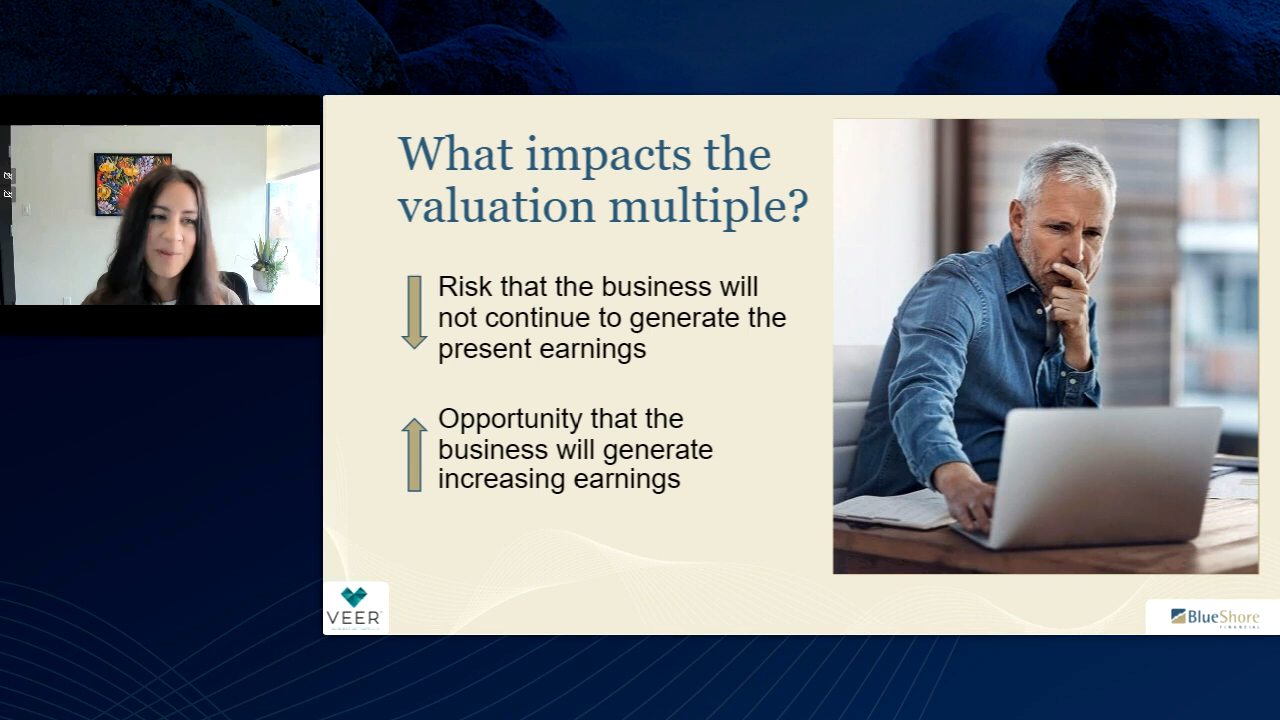 What impacts the
valuation multiple?
Risk that the business will
not continue to generate the
present earnings
Opportunity that the
business will generate
increasing earnings
VEER
BlueShore
FINANCIAL